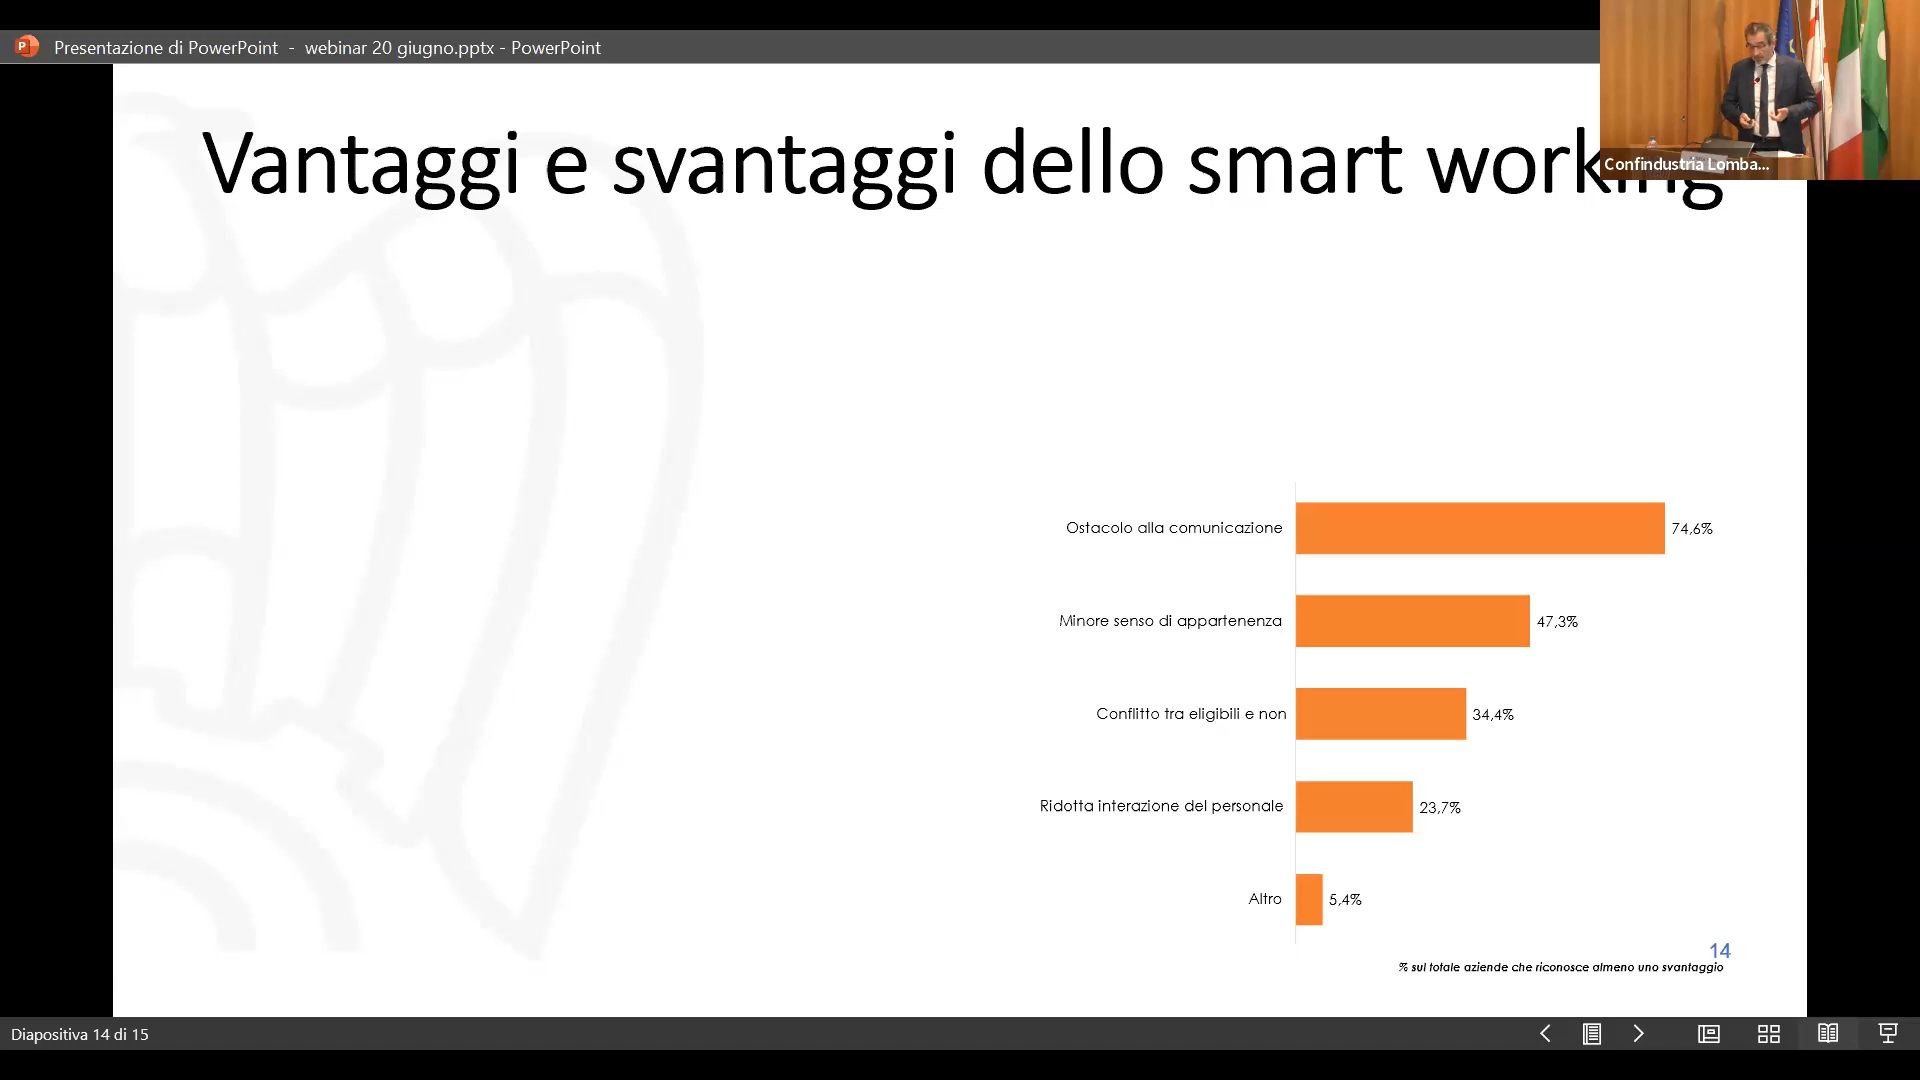 Presentazione di PowerPoint - webinar 20 giugno.pptx - PowerPoint
Confindustria Lomba...
Vantaggi e svantaggi dello smart working
Ostacolo alla comunicazione 74,6%
Minore senso di appartenenza 47,3%
Conflitto tra eligibili e non 34,4%
Ridotta interazione del personale 23,7%
Altro 5,4%
14
% sul totale aziende che riconosce almeno uno svantaggio
Diapositiva 14 di 15